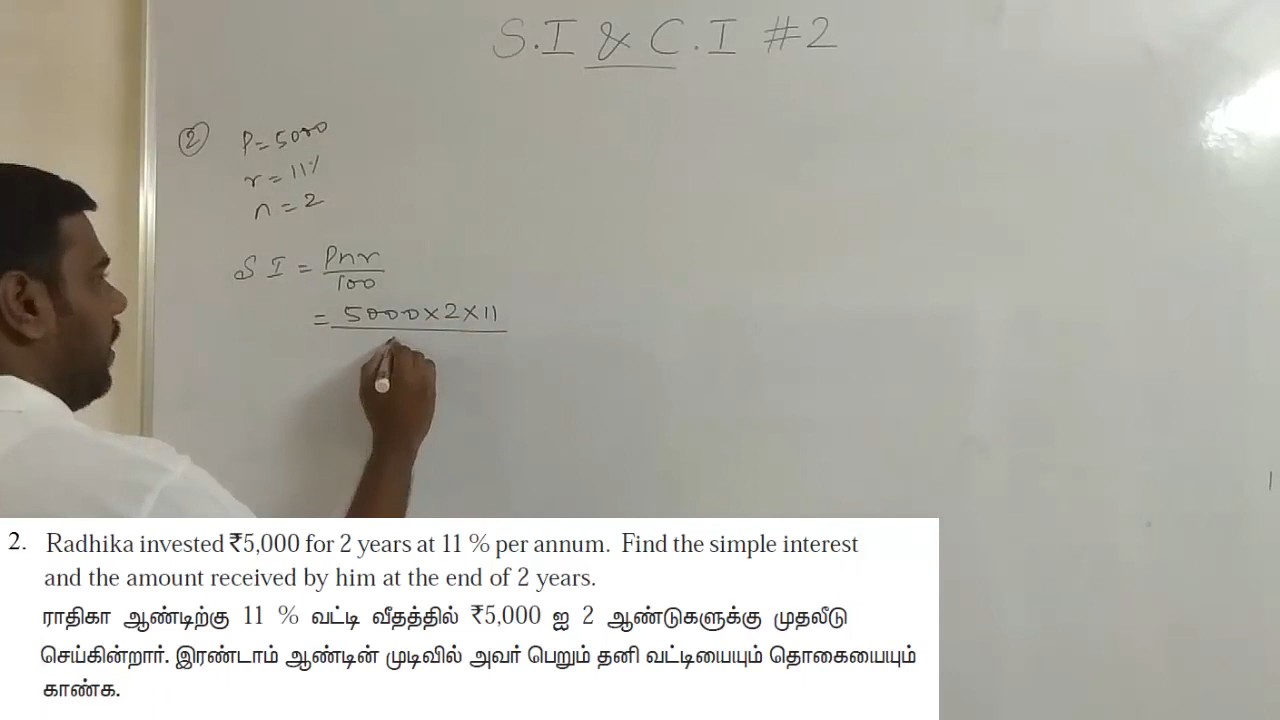 S.I & C.I #2
② P = 5000
r = 11%
n = 2
S I = Pnr/100
= 5000 × 2 × 11
2. Radhika invested ₹5,000 for 2 years at 11 % per annum. Find the simple interest
and the amount received by him at the end of 2 years.
ராதிகா ஆண்டிற்கு 11 % வட்டி வீதத்தில் ₹5,000 ஐ 2 ஆண்டுகளுக்கு முதலீடு
செய்கின்றார். இரண்டாம் ஆண்டின் முடிவில் அவர் பெறும் தனி வட்டியையும் தொகையையும்
காண்க.